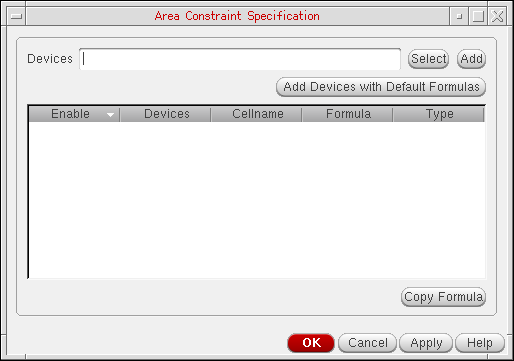 Area Constraint Specification
Devices Select Add
Add Devices with Default Formulas
Enable Devices Cellname Formula Type
Copy Formula
OK Cancel Apply Help